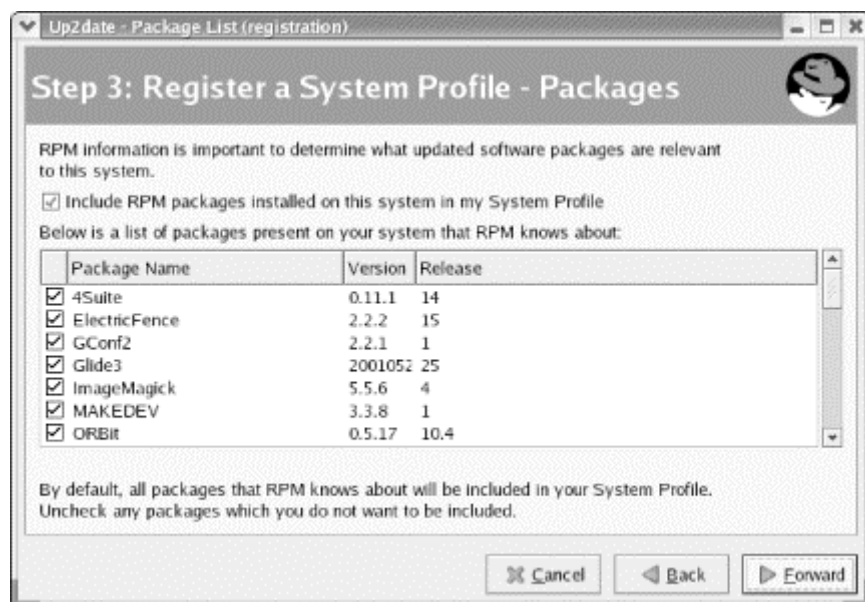 Up2date - Package List (registration)
Step 3: Register a System Profile - Packages
RPM information is important to determine what updated software packages are relevant
to this system.
Include RPM packages installed on this system in my System Profile
Below is a list of packages present on your system that RPM knows about:
Package Name Version Release
4Suite 0.11.1 14
ElectricFence 2.2.2 15
GConf2 2.2.1 1
Glide3 2001052 25
ImageMagick 5.5.6 4
MAKEDEV 3.3.8 1
ORBit 0.5.17 10.4
By default, all packages that RPM knows about will be included in your System Profile.
Uncheck any packages which you do not want to be included.
Cancel Back Forward